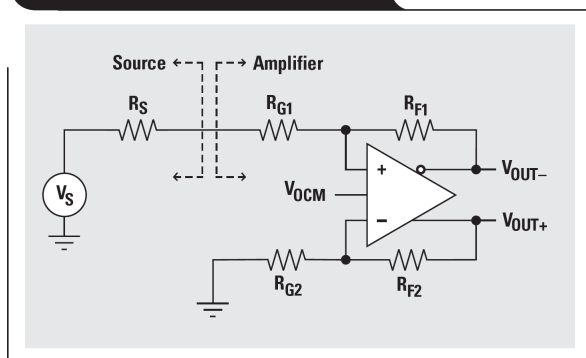 Source Amplifier
R_S R_G1 R_F1
V_S
V_OCM
+
−
V_OUT−
V_OUT+
R_G2 R_F2